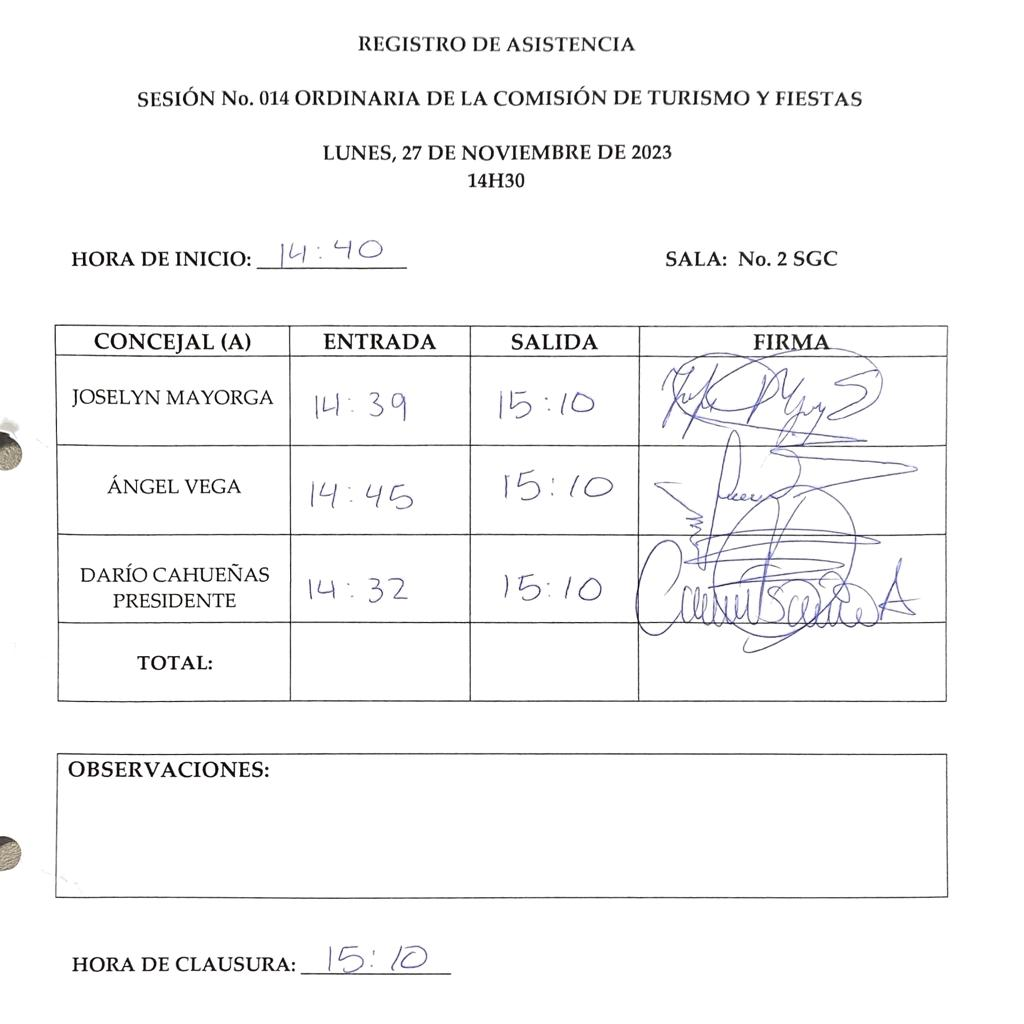 REGISTRO DE ASISTENCIA
SESIÓN No. 014 ORDINARIA DE LA COMISIÓN DE TURISMO Y FIESTAS
LUNES, 27 DE NOVIEMBRE DE 2023
14H30
HORA DE INICIO: 14:40 SALA: No. 2 SGC
CONCEJAL (A) ENTRADA SALIDA FIRMA
JOSELYN MAYORGA 14:39 15:10
ÁNGEL VEGA 14:45 15:10
DARÍO CAHUEÑAS
PRESIDENTE 14:32 15:10
TOTAL:
OBSERVACIONES:
HORA DE CLAUSURA: 15:10